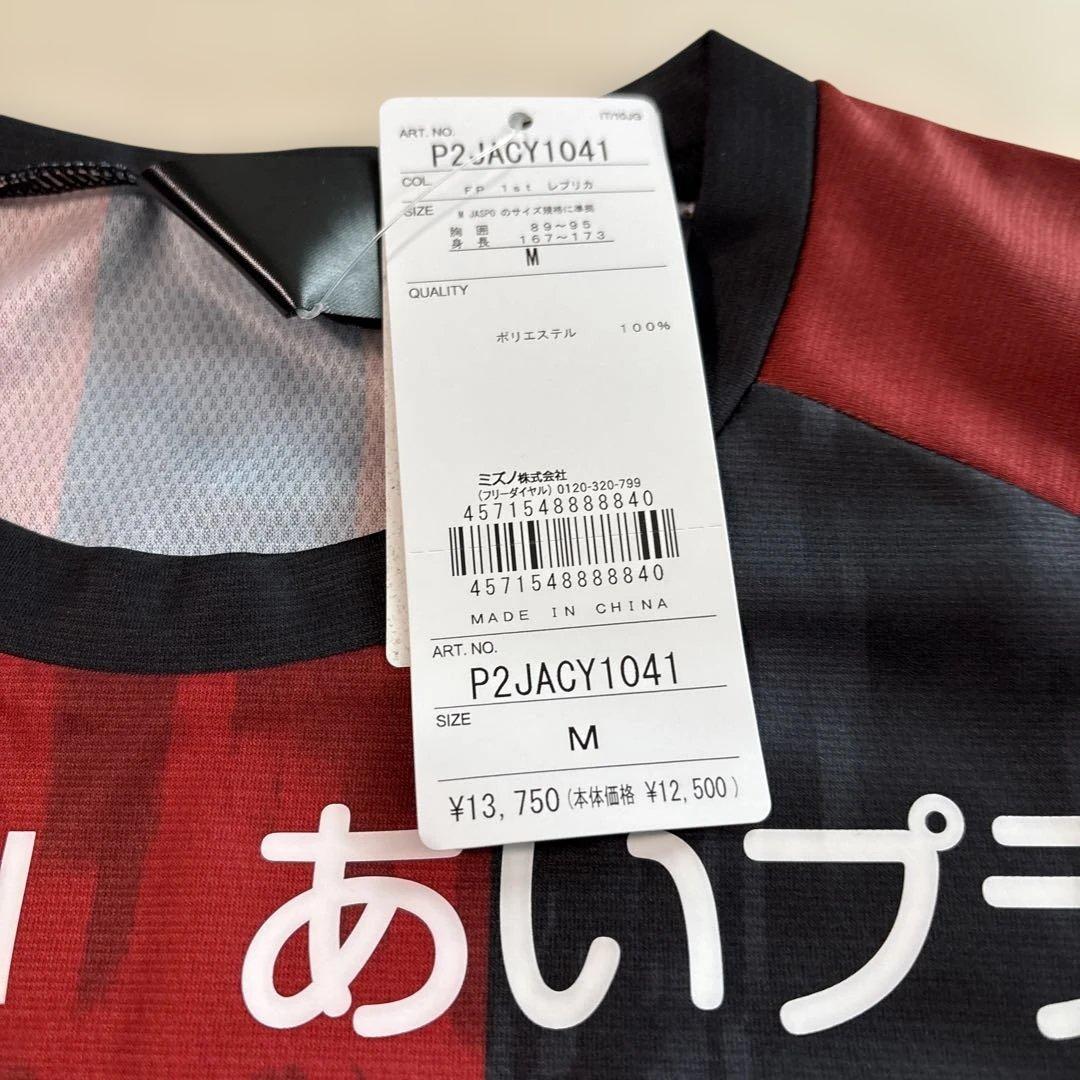 IT/10JG
ART. NO.
P2JACY1041
COL.
FP 1st レプリカ
SIZE
M JASPO のサイズ規格に準拠
胸囲 89～95
身長 167～173
M
QUALITY
ポリエステル 100%
ミズノ株式会社
(フリーダイヤル) 0120-320-799
4571548888840
4571548888840
MADE IN CHINA
ART. NO.
P2JACY1041
SIZE
M
¥13,750(本体価格 ¥12,500)
あいプラ